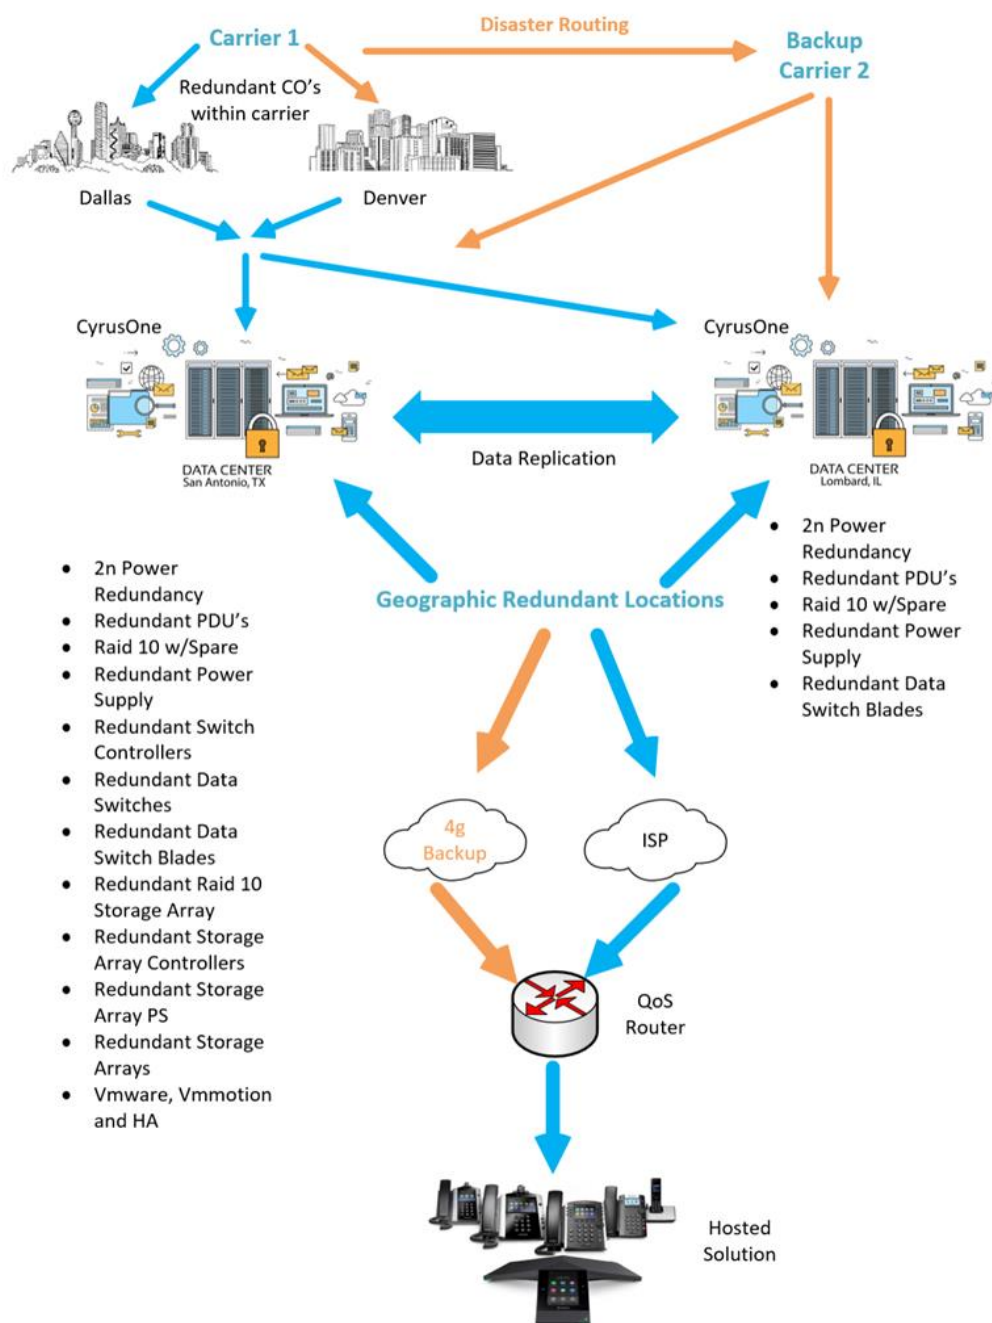 Disaster Routing
Carrier 1
Backup
Carrier 2
Redundant CO's
within carrier
Dallas
Denver
CyrusOne
CyrusOne
DATA CENTER
San Antonio, TX
Data Replication
DATA CENTER
Lombard, IL
• 2n Power
Redundancy
• Redundant PDU's
• Raid 10 w/Spare
• Redundant Power
Supply
• Redundant Switch
Controllers
• Redundant Data
Switches
• Redundant Data
Switch Blades
• Redundant Raid 10
Storage Array
• Redundant Storage
Array Controllers
• Redundant Storage
Array PS
• Redundant Storage
Arrays
• Vmware, Vmmotion
and HA
Geographic Redundant Locations
• 2n Power
Redundancy
• Redundant PDU's
• Raid 10 w/Spare
• Redundant Power
Supply
• Redundant Data
Switch Blades
4g
Backup
ISP
QoS
Router
Hosted
Solution